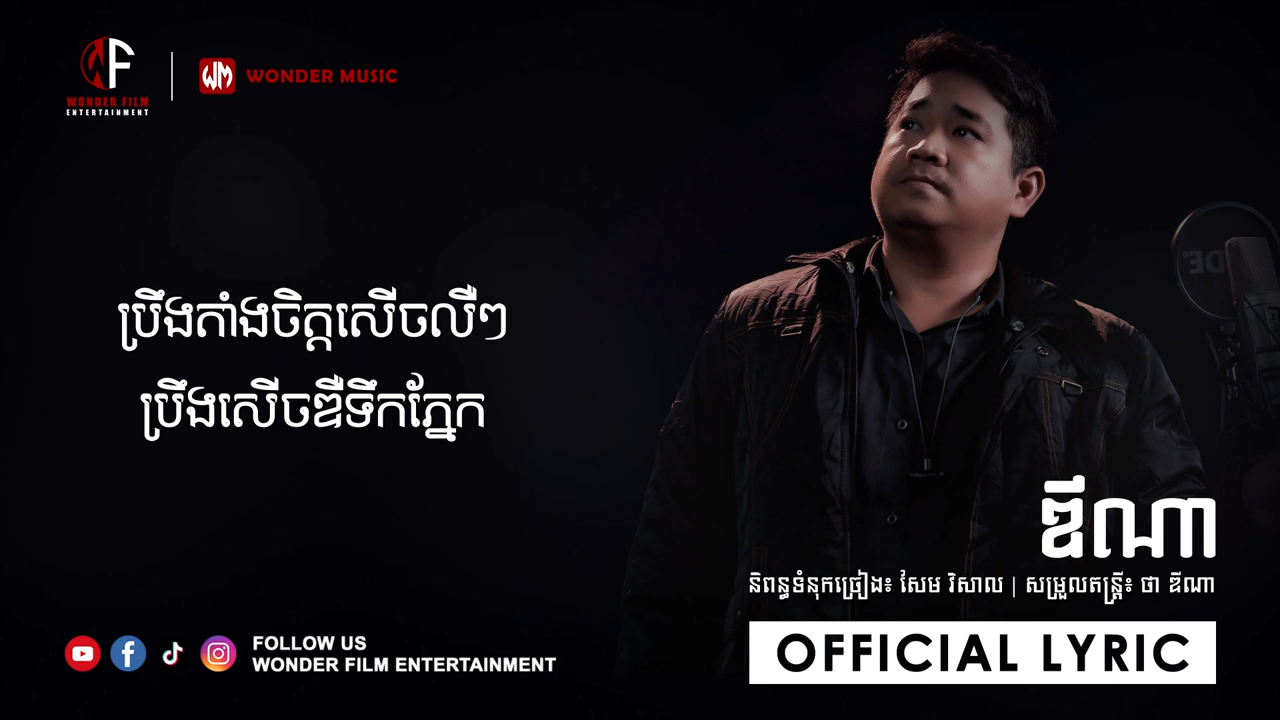 WF
WONDER FILM
ENTERTAINMENT
WM WONDER MUSIC
ប្រឹងតាំងចិត្តសើចលឺៗ
ប្រឹងសើចឌឺទឹកភ្នែក
ឌីណា
និពន្ធទំនុកច្រៀង៖ សៃម វិសាល | សម្រួលតន្ត្រី៖ ថា ឌីណា
OFFICIAL LYRIC
FOLLOW US
WONDER FILM ENTERTAINMENT